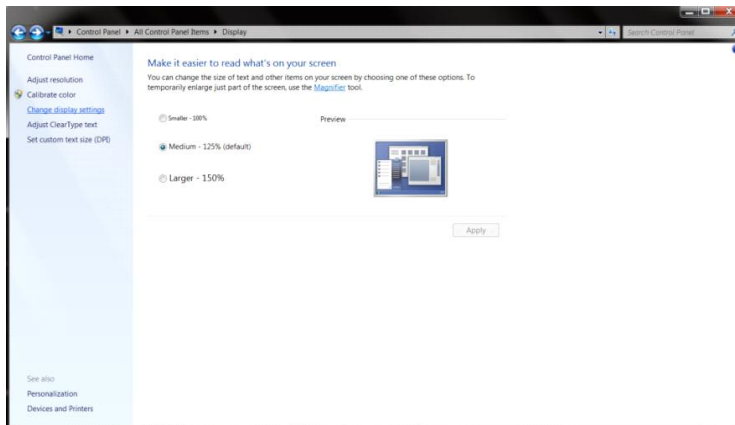 Control Panel ▸ All Control Panel Items ▸ Display
Search Control Panel
Control Panel Home
Adjust resolution
Calibrate color
Change display settings
Adjust ClearType text
Set custom text size (DPI)
See also
Personalization
Devices and Printers
Make it easier to read what's on your screen
You can change the size of text and other items on your screen by choosing one of these options. To
temporarily enlarge just part of the screen, use the Magnifier tool.
Smaller - 100%
Preview
Medium - 125% (default)
Larger - 150%
Apply